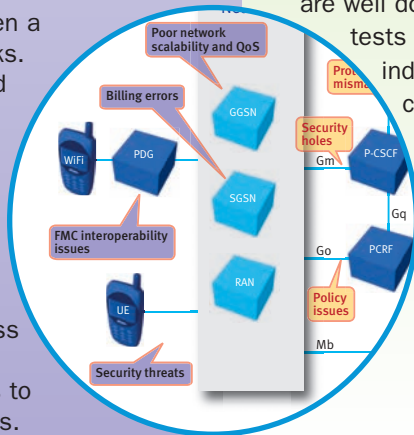 en a
ks.
d
ss
s to
s.
are well do
tests
ind
c
Poor network
scalability and QoS
Billing errors
GGSN
WiFi
PDG
SGSN
FMC interoperability
issues
RAN
UE
Security threats
Security
holes
Gm
P-CSCF
Gq
Go
PCRF
Policy
issues
Mb